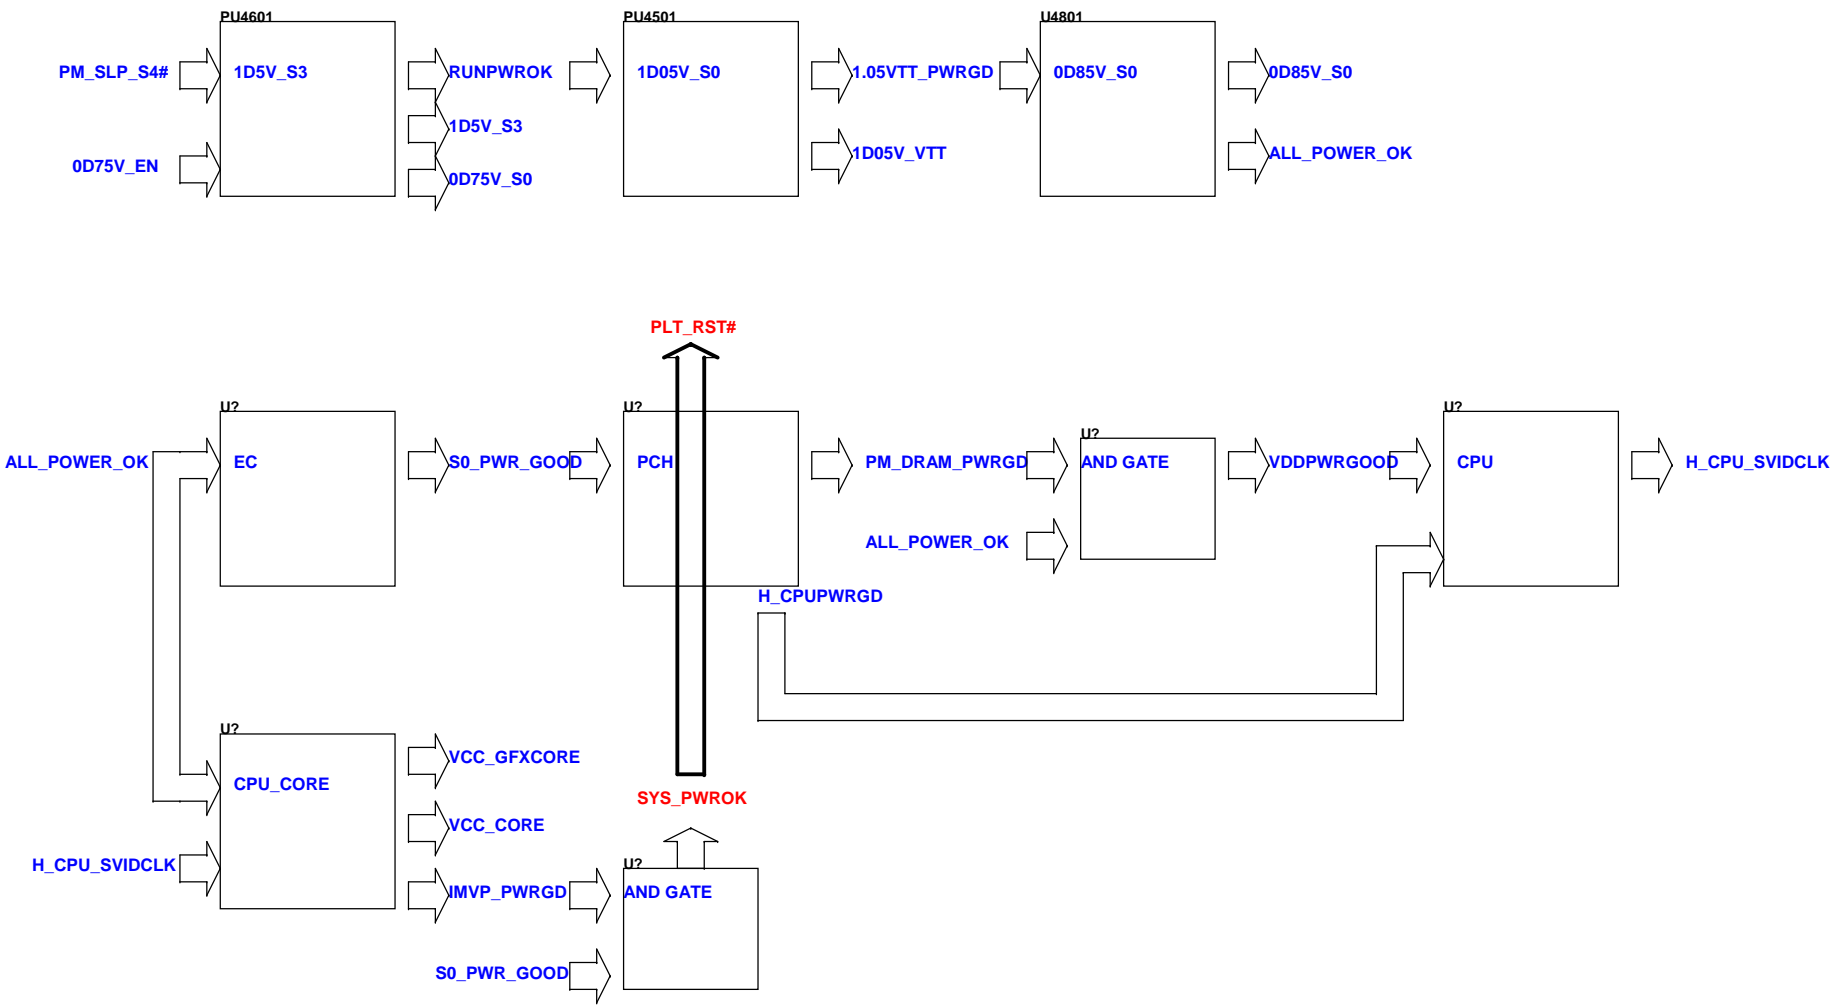 PU4601
PU4501
U4801
PM_SLP_S4#
1D5V_S3
RUNPWROK
1D05V_S0
1.05VTT_PWRGD
0D85V_S0
0D85V_S0
1D5V_S3
0D75V_EN
0D75V_S0
1D05V_VTT
ALL_POWER_OK
PLT_RST#
U?
U?
U?
U?
ALL_POWER_OK
EC
S0_PWR_GOOD
PCH
PM_DRAM_PWRGD
AND GATE
VDDPWRGOOD
CPU
H_CPU_SVIDCLK
ALL_POWER_OK
H_CPUPWRGD
U?
VCC_GFXCORE
CPU_CORE
SYS_PWROK
VCC_CORE
H_CPU_SVIDCLK
U?
IMVP_PWRGD
AND GATE
S0_PWR_GOOD